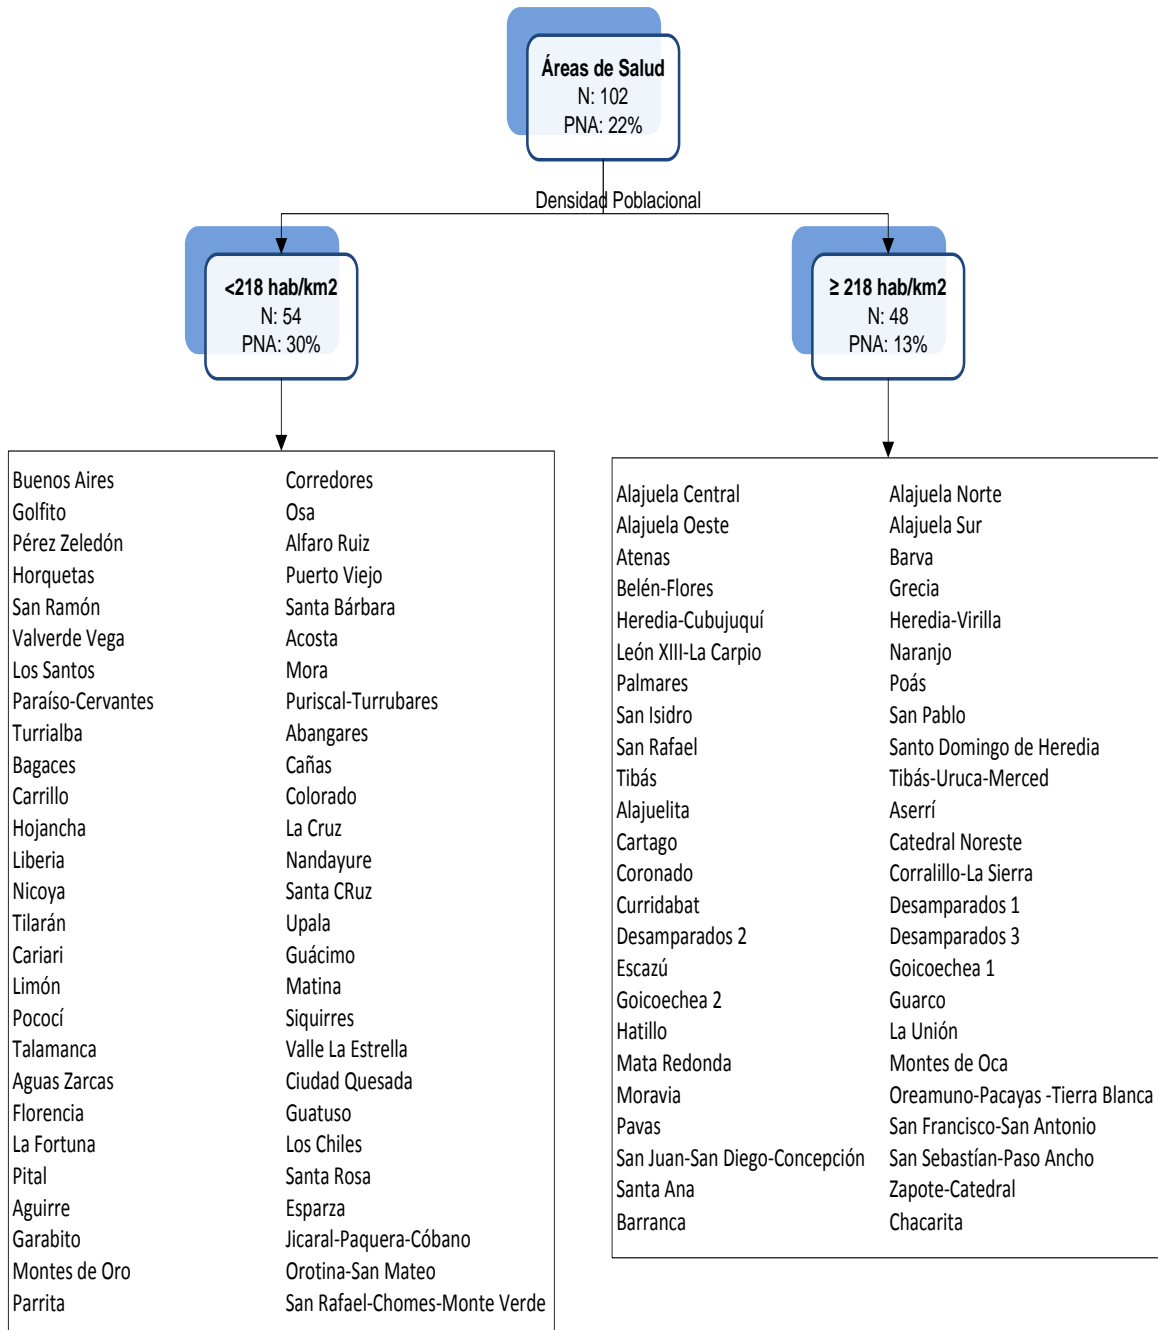 Áreas de Salud
N: 102
PNA: 22%
Densidad Poblacional
<218 hab/km2
N: 54
PNA: 30%
≥ 218 hab/km2
N: 48
PNA: 13%
Buenos Aires Corredores
Golfito Osa
Pérez Zeledón Alfaro Ruiz
Horquetas Puerto Viejo
San Ramón Santa Bárbara
Valverde Vega Acosta
Los Santos Mora
Paraíso-Cervantes Puriscal-Turrubares
Turrialba Abangares
Bagaces Cañas
Carrillo Colorado
Hojancha La Cruz
Liberia Nandayure
Nicoya Santa CRuz
Tilarán Upala
Cariari Guácimo
Limón Matina
Pococí Siquirres
Talamanca Valle La Estrella
Aguas Zarcas Ciudad Quesada
Florencia Guatuso
La Fortuna Los Chiles
Pital Santa Rosa
Aguirre Esparza
Garabito Jicaral-Paquera-Cóbano
Montes de Oro Orotina-San Mateo
Parrita San Rafael-Chomes-Monte Verde
Alajuela Central Alajuela Norte
Alajuela Oeste Alajuela Sur
Atenas Barva
Belén-Flores Grecia
Heredia-Cubujuquí Heredia-Virilla
León XIII-La Carpio Naranjo
Palmares Poás
San Isidro San Pablo
San Rafael Santo Domingo de Heredia
Tibás Tibás-Uruca-Merced
Alajuelita Aserrí
Cartago Catedral Noreste
Coronado Corralillo-La Sierra
Curridabat Desamparados 1
Desamparados 2 Desamparados 3
Escazú Goicoechea 1
Goicoechea 2 Guarco
Hatillo La Unión
Mata Redonda Montes de Oca
Moravia Oreamuno-Pacayas -Tierra Blanca
Pavas San Francisco-San Antonio
San Juan-San Diego-Concepción San Sebastían-Paso Ancho
Santa Ana Zapote-Catedral
Barranca Chacarita